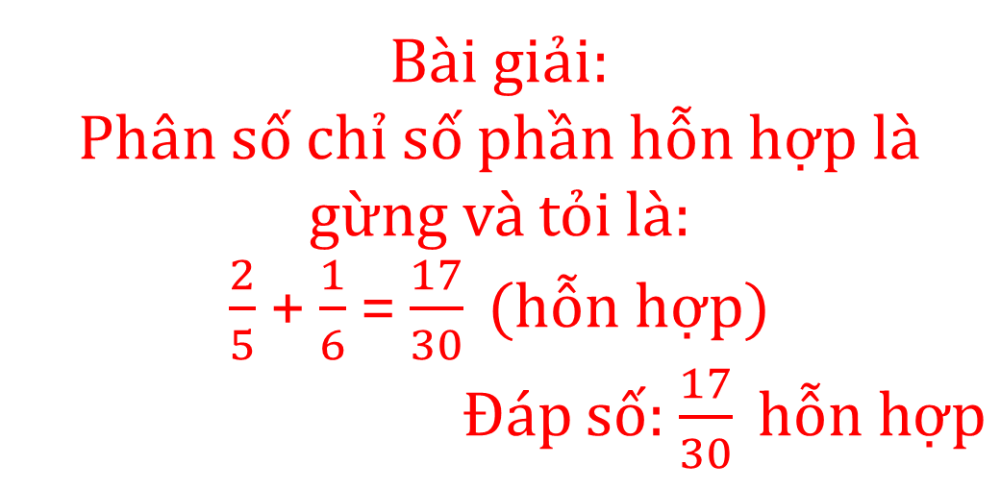 Bài giải:
Phân số chỉ số phần hỗn hợp là
gừng và tỏi là:
2/5 + 1/6 = 17/30 (hỗn hợp)
Đáp số: 17/30 hỗn hợp